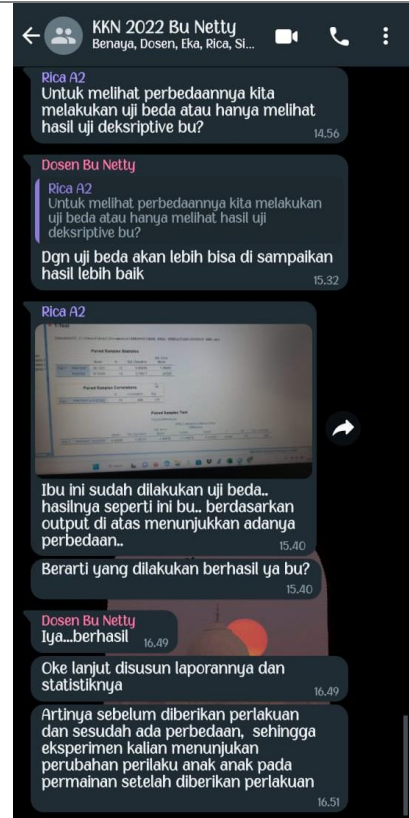 KKN 2022 Bu Netty
Benaya, Dosen, Eka, Rica, Si...
Rica A2
Untuk melihat perbedaannya kita
melakukan uji beda atau hanya melihat
hasil uji deksriptive bu?
14.56
Dosen Bu Netty
Rica A2
Untuk melihat perbedaannya kita melakukan
uji beda atau hanya melihat hasil uji
deksriptive bu?
Dgn uji beda akan lebih bisa di sampaikan
hasil lebih baik
15.32
Rica A2
Paired Samples Statistics
Paired Samples Correlations
Paired Samples Test
Ibu ini sudah dilakukan uji beda..
hasilnya seperti ini bu.. berdasarkan
output di atas menunjukkan adanya
perbedaan..
15.40
Berarti yang dilakukan berhasil ya bu?
15.40
Dosen Bu Netty
Iya...berhasil
16.49
Oke lanjut disusun laporannya dan
statistiknya
16.49
Artinya sebelum diberikan perlakuan
dan sesudah ada perbedaan, sehingga
eksperimen kalian menunjukan
perubahan perilaku anak anak pada
permainan setelah diberikan perlakuan
16.51